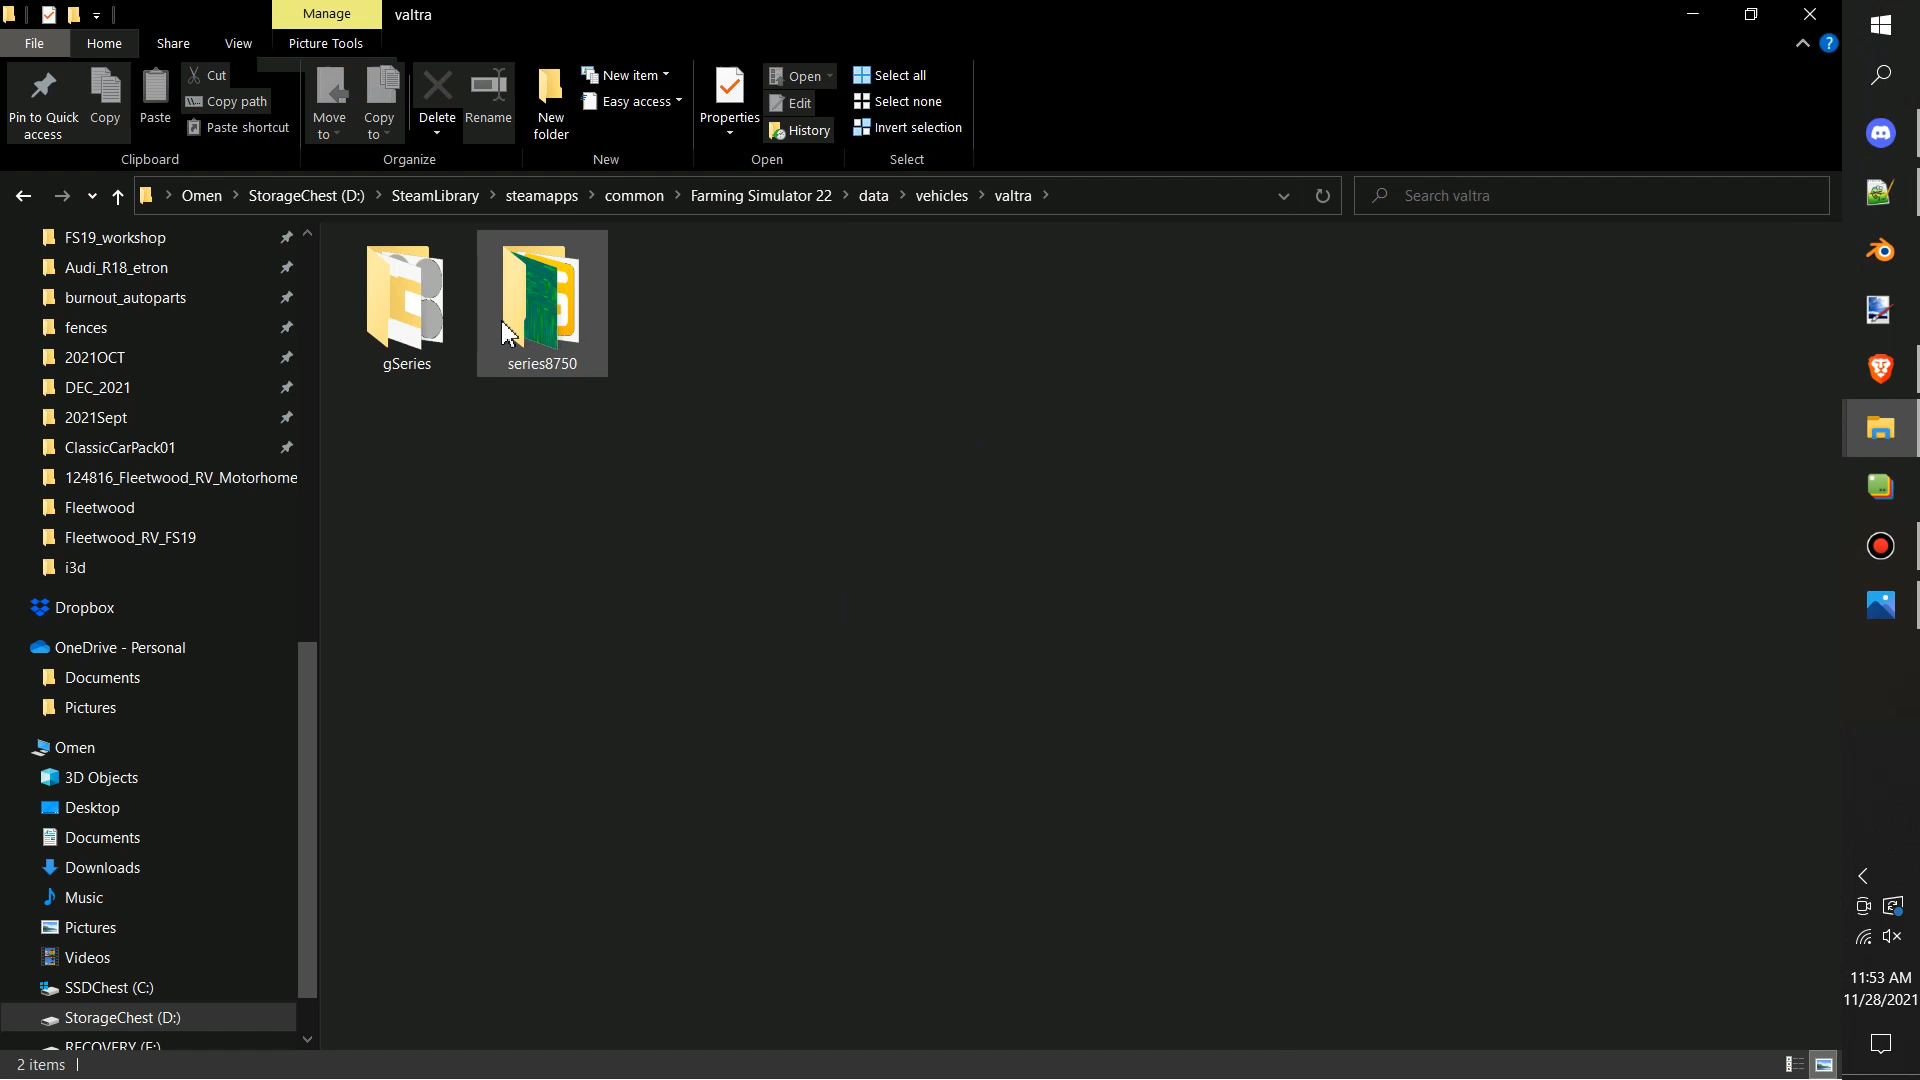 Manage
valtra
File
Home
Share
View
Picture Tools
Pin to Quick access
Copy
Paste
Cut
Copy path
Paste shortcut
Move to
Copy to
Delete
Rename
New folder
New item
Easy access
Properties
Open
Edit
History
Select all
Select none
Invert selection
Clipboard
Organize
New
Open
Select
Omen > StorageChest (D:) > SteamLibrary > steamapps > common > Farming Simulator 22 > data > vehicles > valtra >
Search valtra
FS19_workshop
Audi_R18_etron
burnout_autoparts
fences
2021OCT
DEC_2021
2021Sept
ClassicCarPack01
124816_Fleetwood_RV_Motorhome
Fleetwood
Fleetwood_RV_FS19
i3d
Dropbox
OneDrive - Personal
Documents
Pictures
Omen
3D Objects
Desktop
Documents
Downloads
Music
Pictures
Videos
SSDChest (C:)
StorageChest (D:)
RECOVERY (E:)
gSeries
series8750
11:53 AM
11/28/2021
2 items